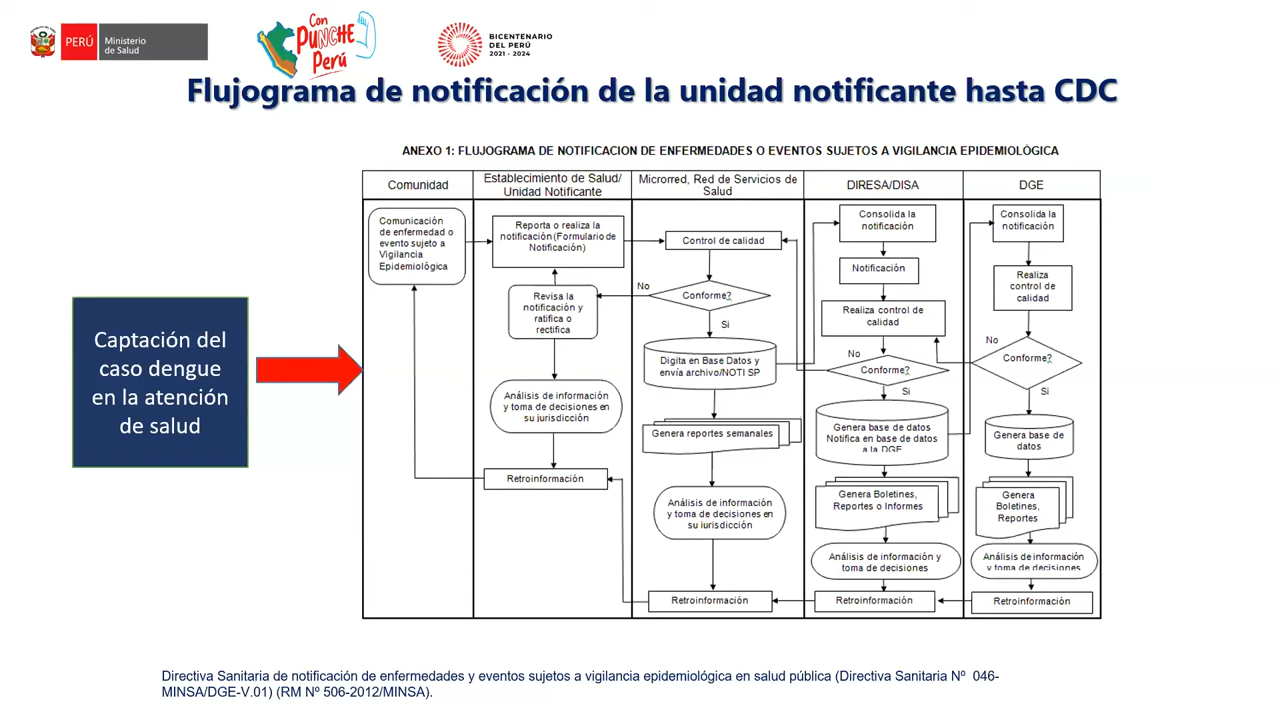 PERÚ
Ministerio
de Salud
Con
PUNCHE
Perú
BICENTENARIO
DEL PERÚ
2021 - 2024
Flujograma de notificación de la unidad notificante hasta CDC
ANEXO 1: FLUJOGRAMA DE NOTIFICACION DE ENFERMEDADES O EVENTOS SUJETOS A VIGILANCIA EPIDEMIOLÓGICA
Captación del
caso dengue
en la atención
de salud
Comunidad
Comunicación
de enfermedad o
evento sujeto a
Vigilancia
Epidemiológica
Establecimiento de Salud/
Unidad Notificante
Reporta o realiza la
notificación (Formulario de
Notificación)
Revisa la
notificación y
ratifica o
rectifica
Análisis de información
y toma de decisiones en
su jurisdicción
Retroinformación
Microrred, Red de Servicios de
Salud
Control de calidad
No
Conforme?
Si
Digita en Base Datos y
envía archivo/NOTI SP
Genera reportes semanales
Análisis de información
y toma de decisiones en
su jurisdicción
Retroinformación
DIRESA/DISA
Consolida la
notificación
Notificación
Realiza control de
calidad
No
Conforme?
Si
Genera base de datos
Notifica en base de datos
a la DGE
Genera Boletines,
Reportes o Informes
Análisis de información y
toma de decisiones
Retroinformación
DGE
Consolida la
notificación
Realiza
control de
calidad
No
Conforme?
Si
Genera base de
datos
Genera
Boletines,
Reportes
Análisis de información
y toma de decisiones
Retroinformación
Directiva Sanitaria de notificación de enfermedades y eventos sujetos a vigilancia epidemiológica en salud pública (Directiva Sanitaria Nº 046-
MINSA/DGE-V.01) (RM Nº 506-2012/MINSA).